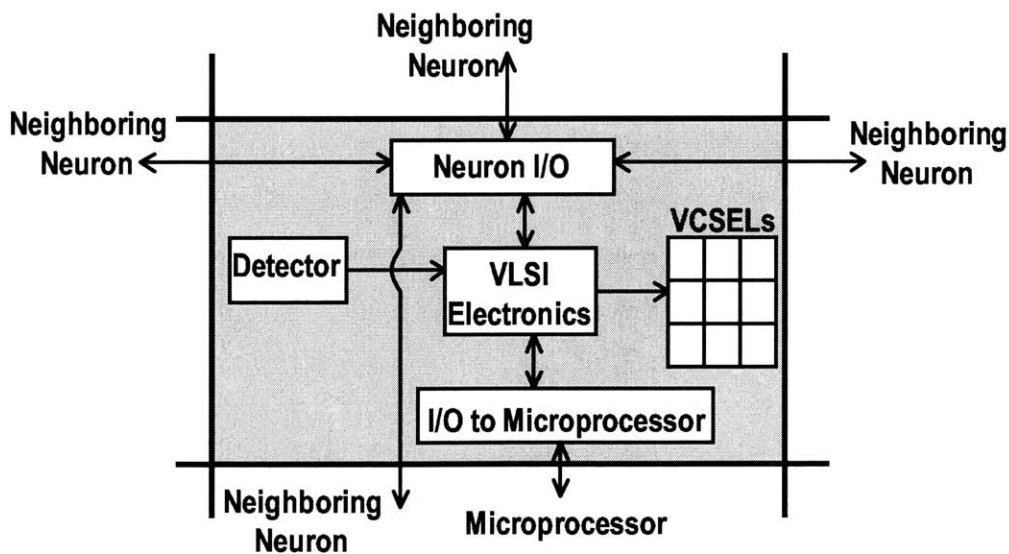 Neighboring
Neuron
Neighboring
Neuron
Neighboring
Neuron
Neuron I/O
VCSELs
Detector
VLSI
Electronics
I/O to Microprocessor
Neighboring
Neuron
Microprocessor